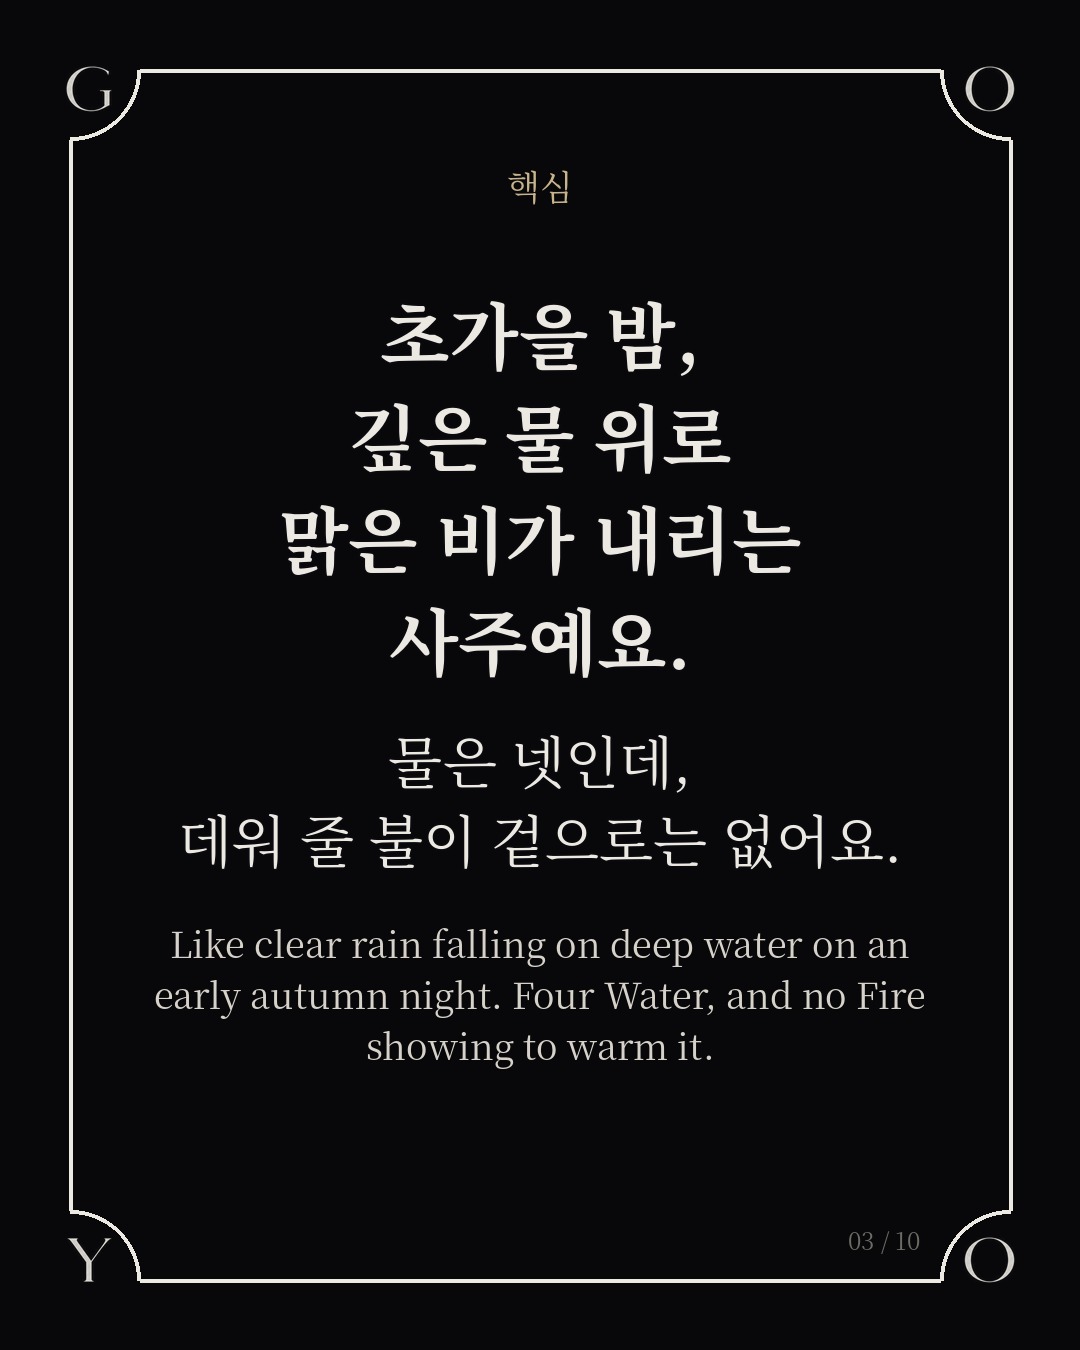 G O
핵심
초가을 밤,
깊은 물 위로
맑은 비가 내리는
사주예요.
물은 넷인데,
데워 줄 불이 겉으로는 없어요.
Like clear rain falling on deep water on an
early autumn night. Four Water, and no Fire
showing to warm it.
03 / 10
Y O